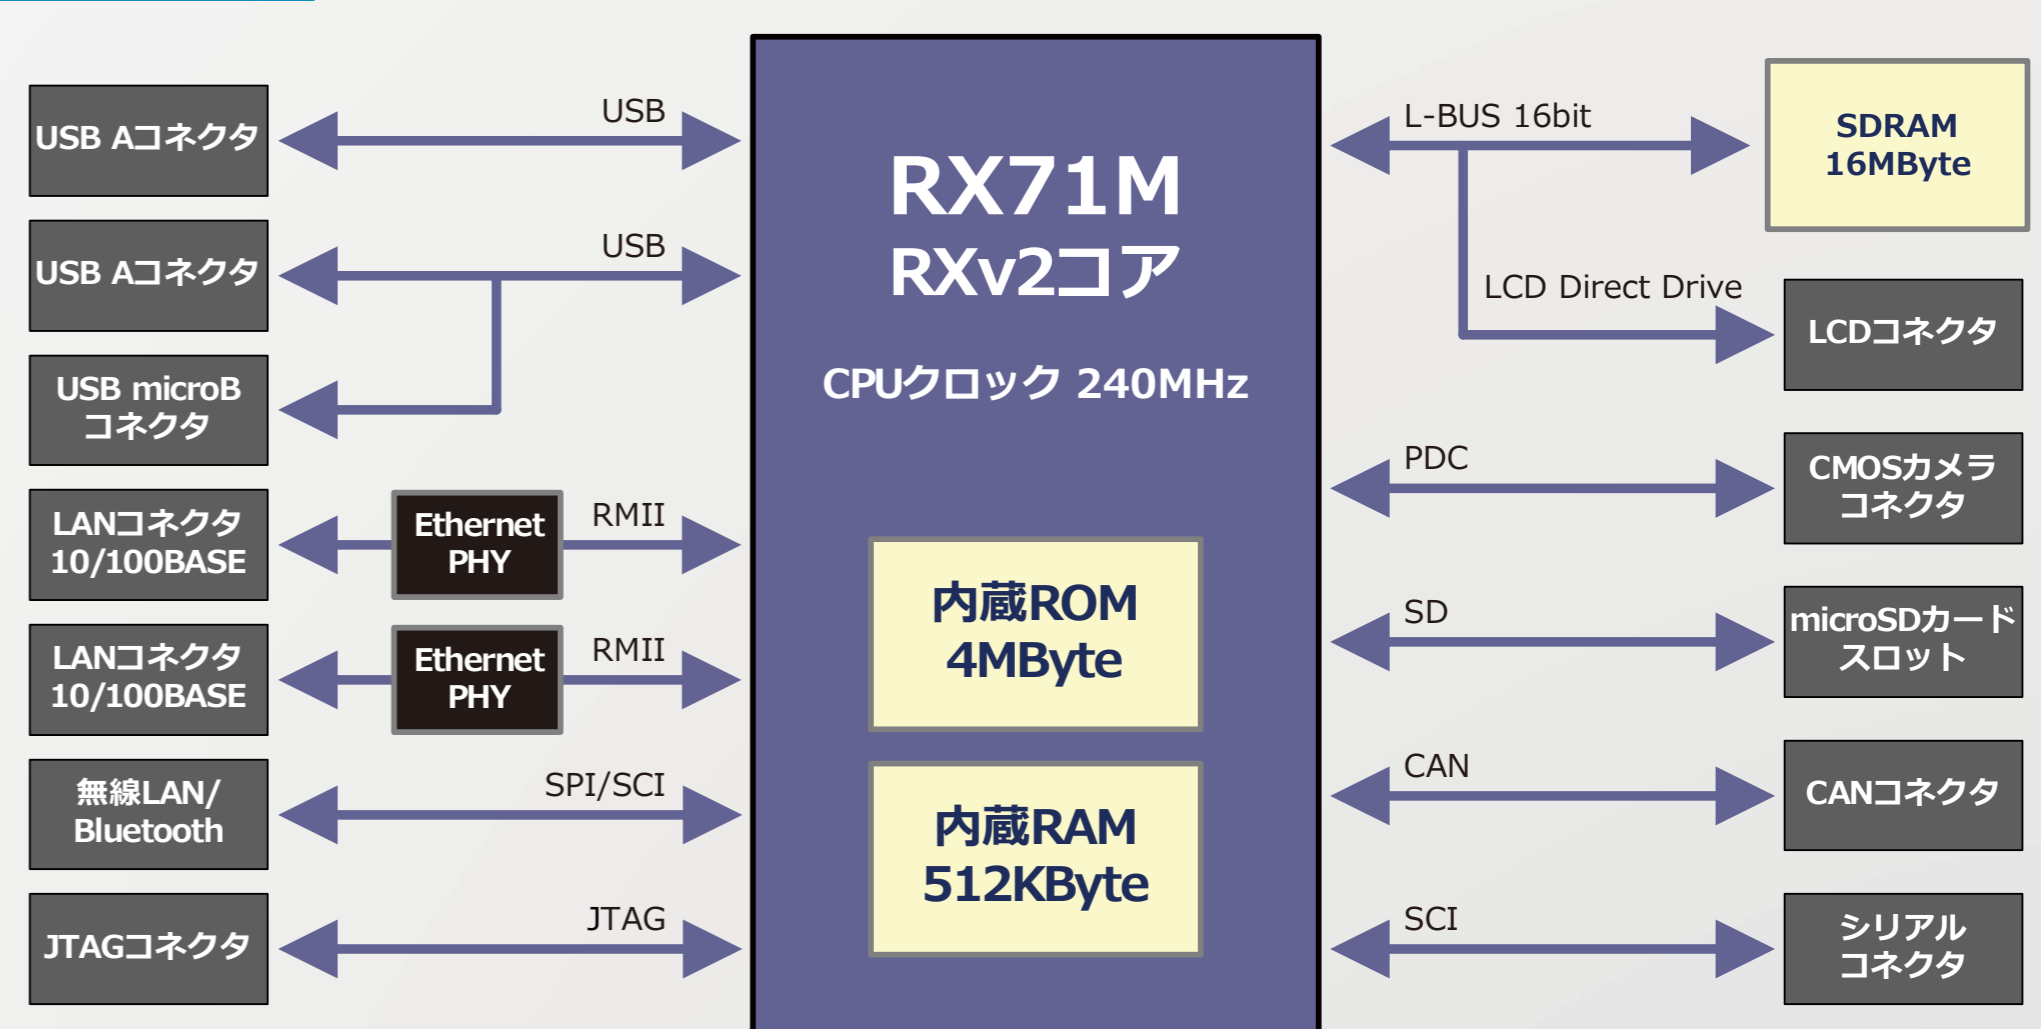 USB Aコネクタ
USB
USB Aコネクタ
USB
USB microB
コネクタ
LANコネクタ
10/100BASE
Ethernet
PHY
RMII
LANコネクタ
10/100BASE
Ethernet
PHY
RMII
無線LAN/
Bluetooth
SPI/SCI
JTAGコネクタ
JTAG
RX71M
RXv2コア
CPUクロック 240MHz
内蔵ROM
4MByte
内蔵RAM
512KByte
L-BUS 16bit
SDRAM
16MByte
LCD Direct Drive
LCDコネクタ
PDC
CMOSカメラ
コネクタ
SD
microSDカード
スロット
CAN
CANコネクタ
SCI
シリアル
コネクタ